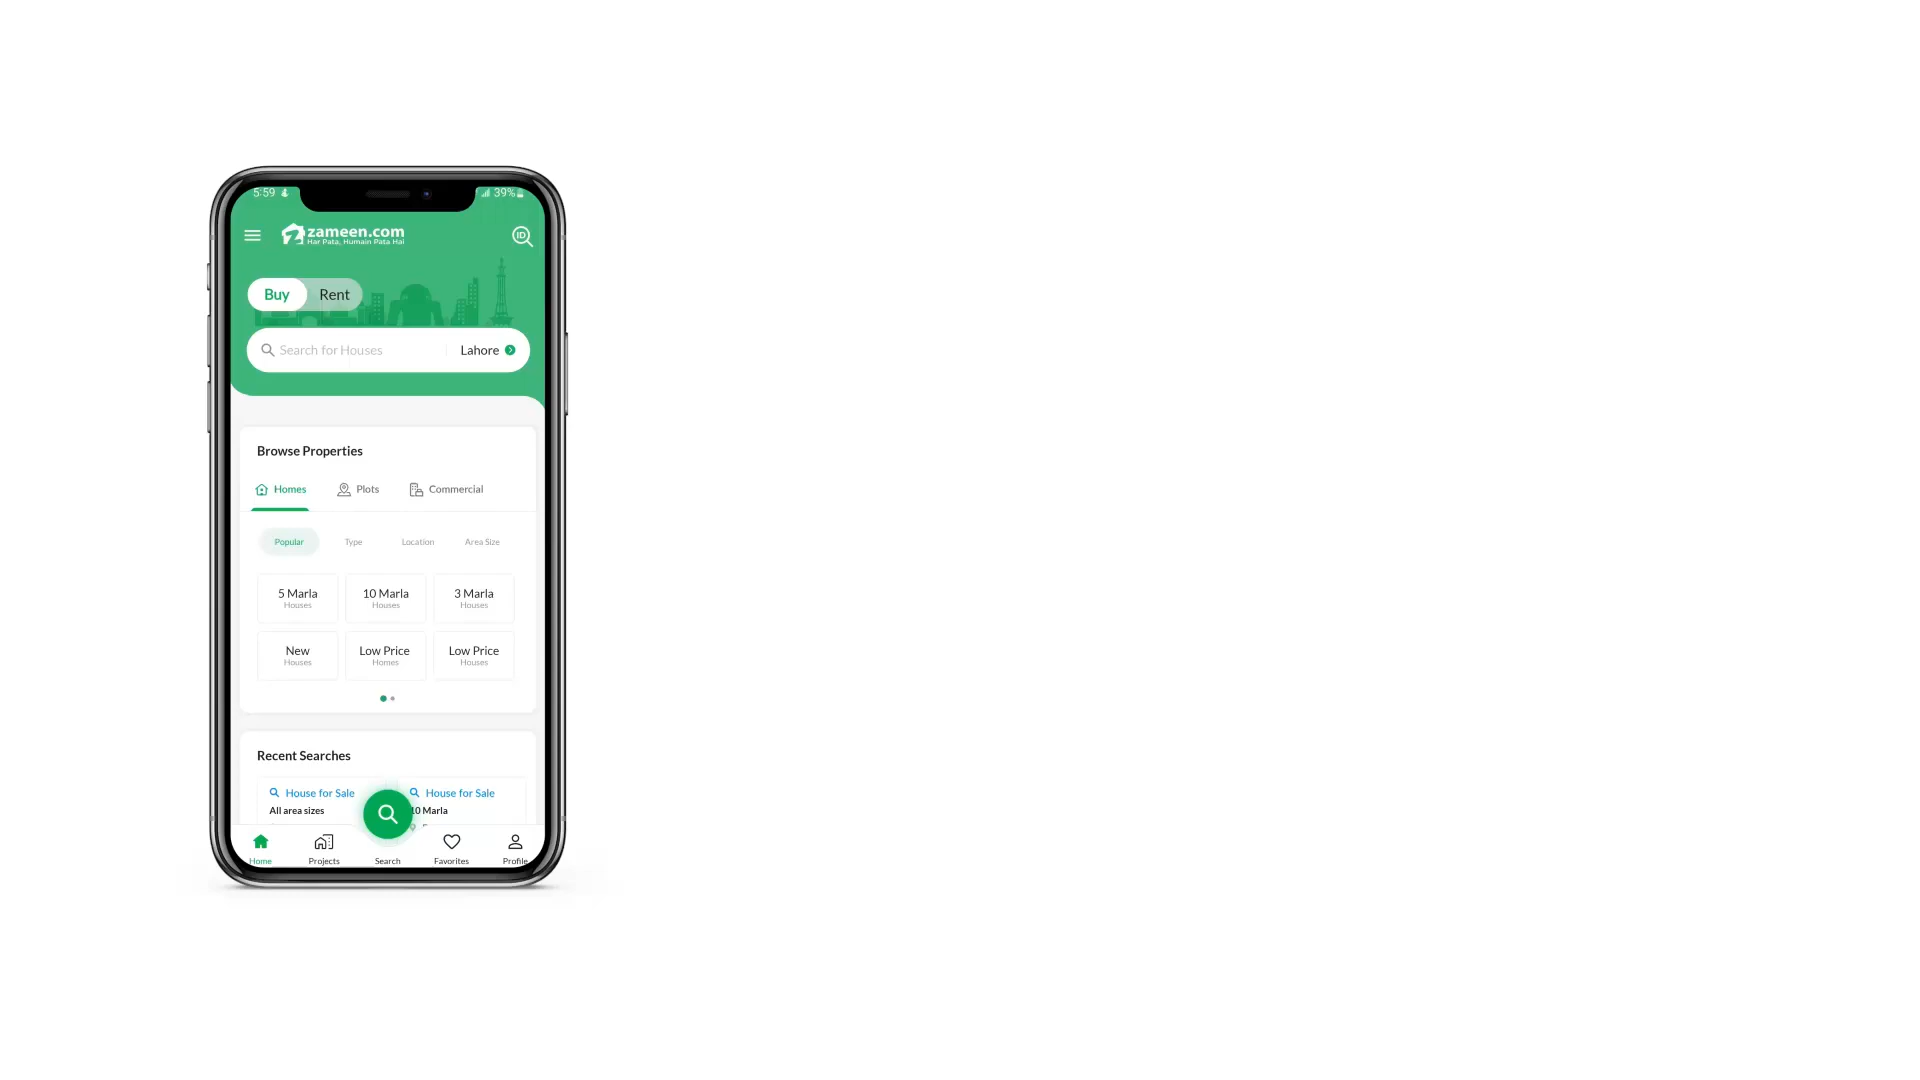 5:59
39%
zameen.com
Har Pata, Humain Pata Hai
ID
Buy Rent
Search for Houses Lahore
Browse Properties
Homes Plots Commercial
Popular Type Location Area Size
5 Marla 10 Marla 3 Marla
Houses Houses Houses
New Low Price Low Price
Houses Homes Houses
Recent Searches
House for Sale House for Sale
All area sizes 10 Marla
Home Projects Search Favorites Profile